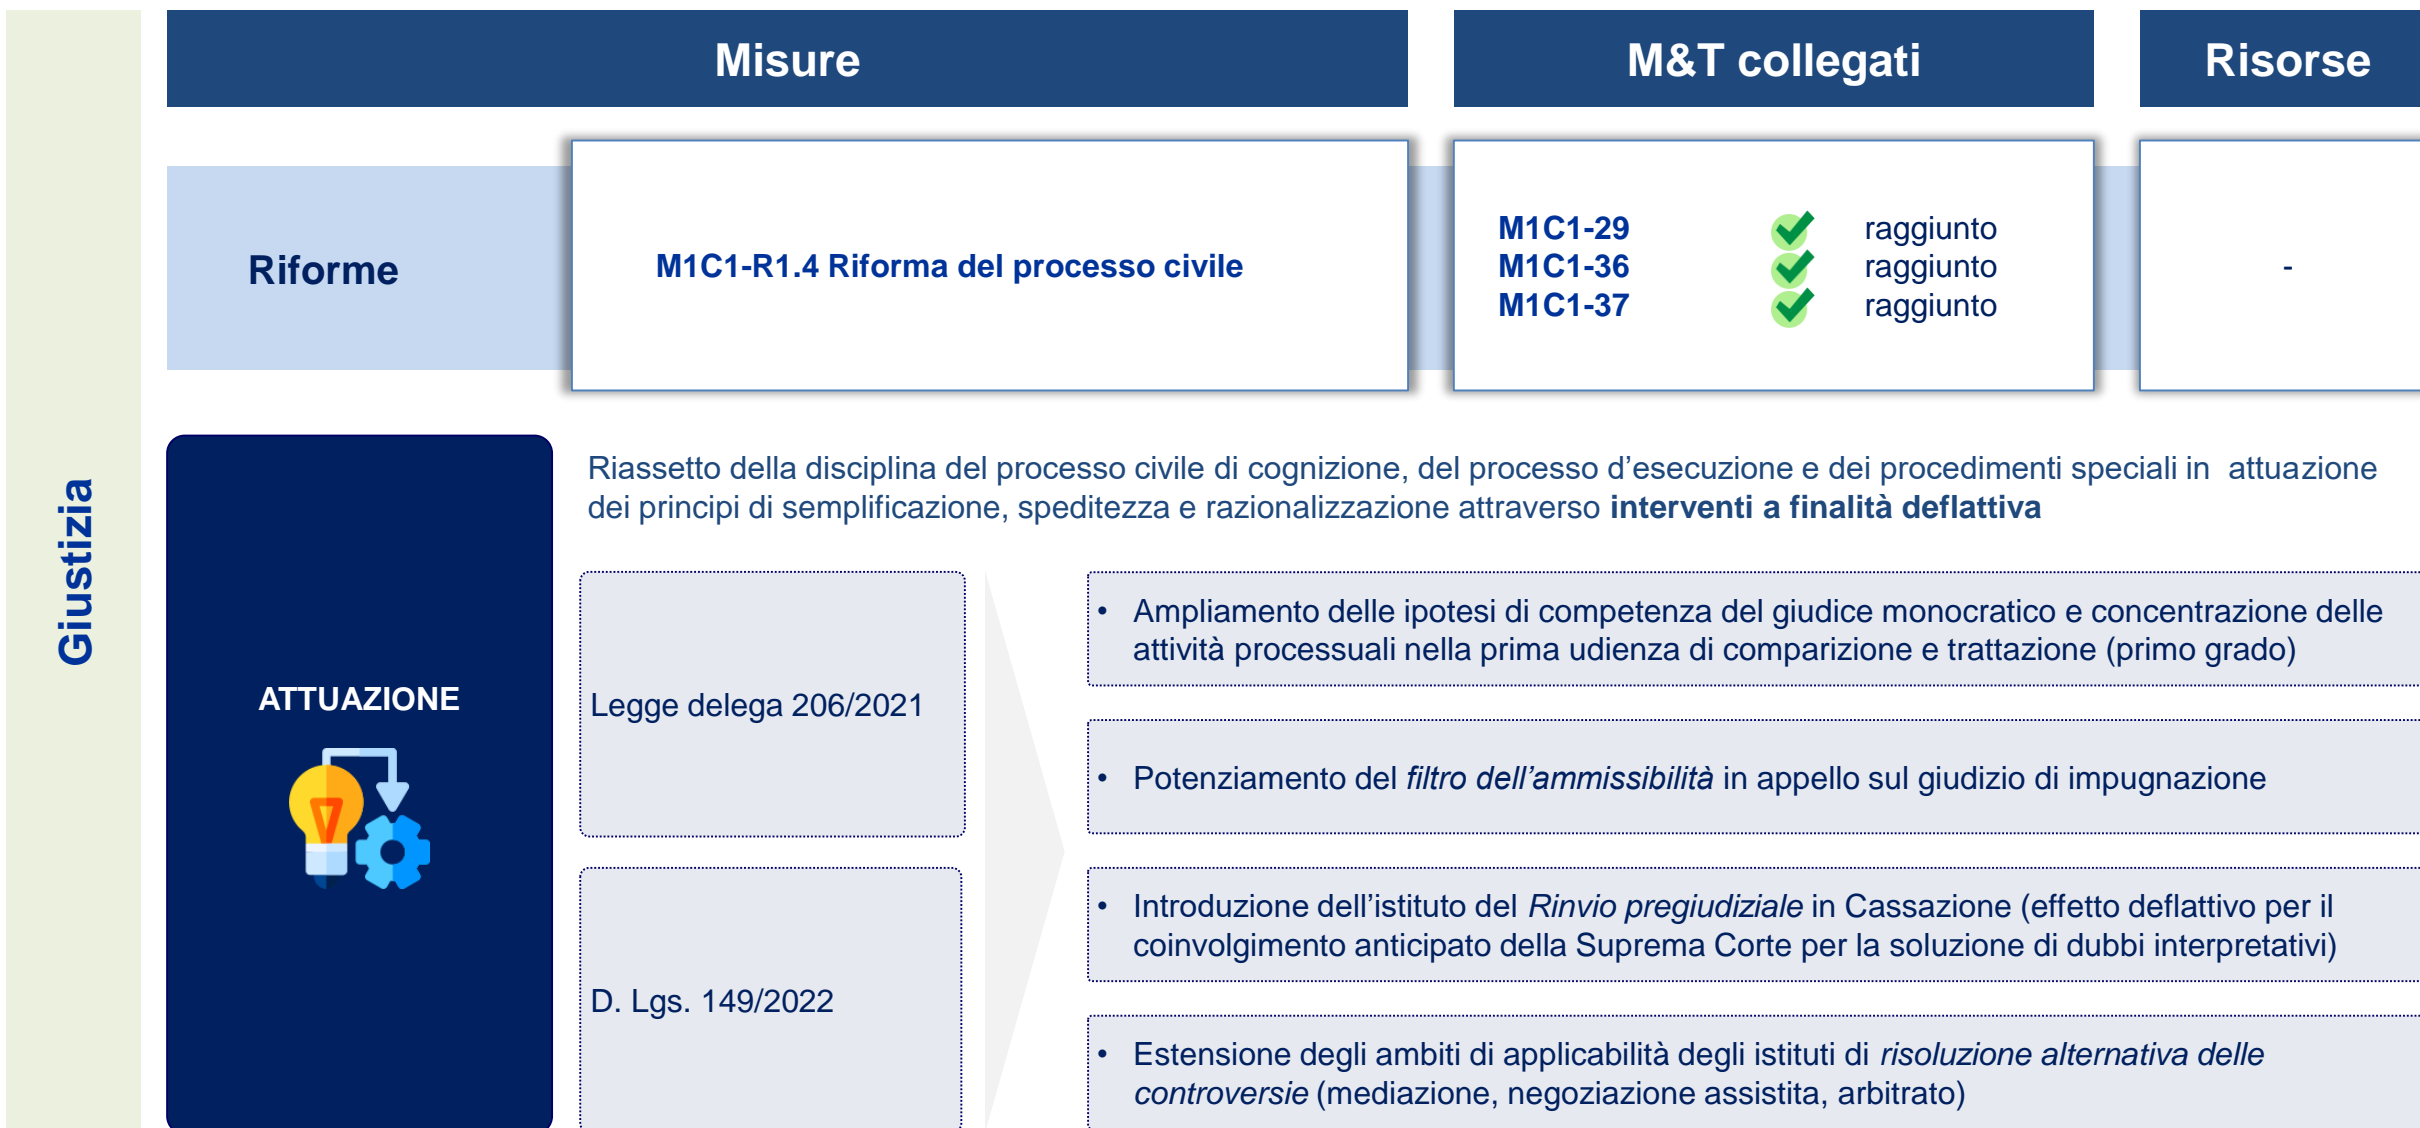 Giustizia
Misure
M&T collegati
Risorse
Riforme
M1C1-R1.4 Riforma del processo civile
M1C1-29 raggiunto
M1C1-36 raggiunto
M1C1-37 raggiunto
-
ATTUAZIONE
Riassetto della disciplina del processo civile di cognizione, del processo d’esecuzione e dei procedimenti speciali in attuazione
dei principi di semplificazione, speditezza e razionalizzazione attraverso interventi a finalità deflattiva
Legge delega 206/2021
D. Lgs. 149/2022
• Ampliamento delle ipotesi di competenza del giudice monocratico e concentrazione delle
attività processuali nella prima udienza di comparizione e trattazione (primo grado)
• Potenziamento del filtro dell’ammissibilità in appello sul giudizio di impugnazione
• Introduzione dell’istituto del Rinvio pregiudiziale in Cassazione (effetto deflattivo per il
coinvolgimento anticipato della Suprema Corte per la soluzione di dubbi interpretativi)
• Estensione degli ambiti di applicabilità degli istituti di risoluzione alternativa delle
controversie (mediazione, negoziazione assistita, arbitrato)